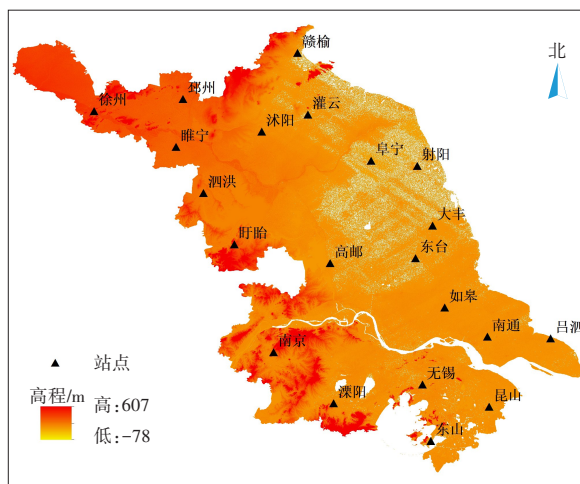 赣榆
北
邳州
徐州
灌云
沭阳
睢宁
阜宁
射阳
泗洪
大丰
盱眙
高邮
东台
如皋
南通
吕泗
南京
站点
无锡
高程/m
溧阳
高:607
昆山
低:-78
东山